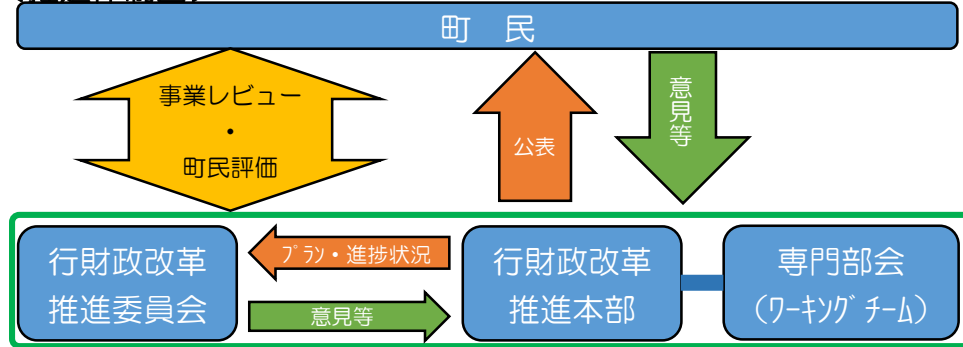 町　民
事業レビュー
・
町民評価
公表
意見等
行財政改革
推進委員会
ﾌﾟﾗﾝ・進捗状況
意見等
行財政改革
推進本部
専門部会
（ﾜｰｷﾝｸﾞﾁｰﾑ）